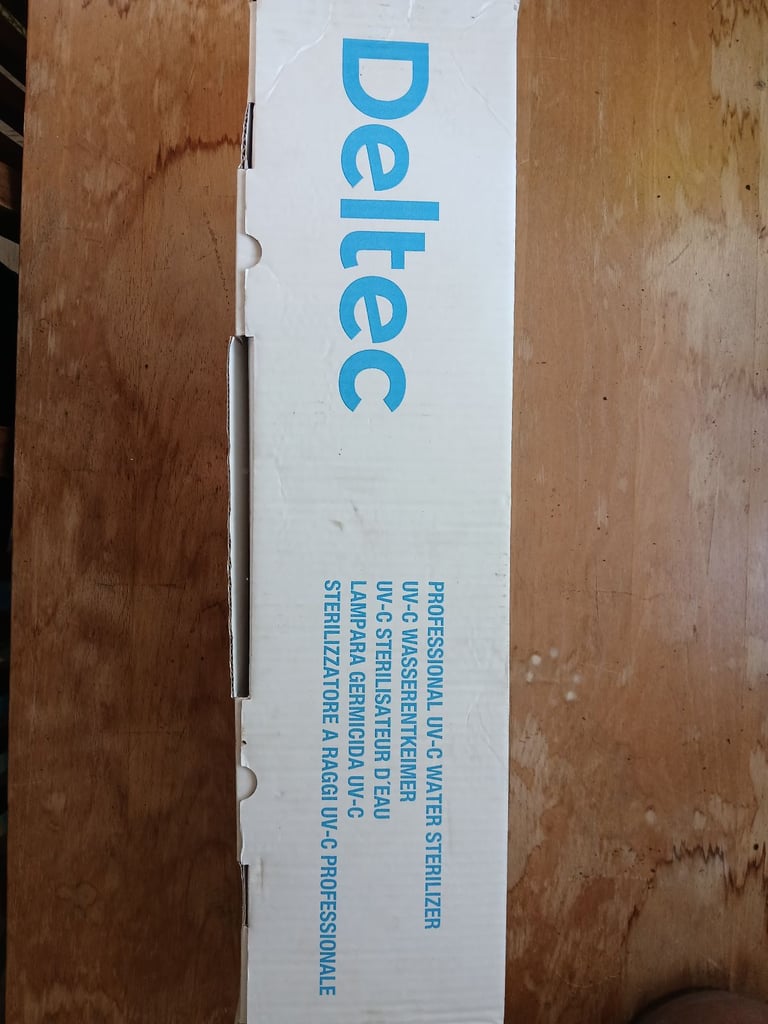 Deltec
PROFESSIONAL UV-C WATER STERILIZER
UV-C WASSERENTKEIMER
UV-C STERILISATEUR D´EAU
LAMPARA GERMICIDA UV-C
STERILIZZATORE A RAGGI UV-C PROFESSIONALE